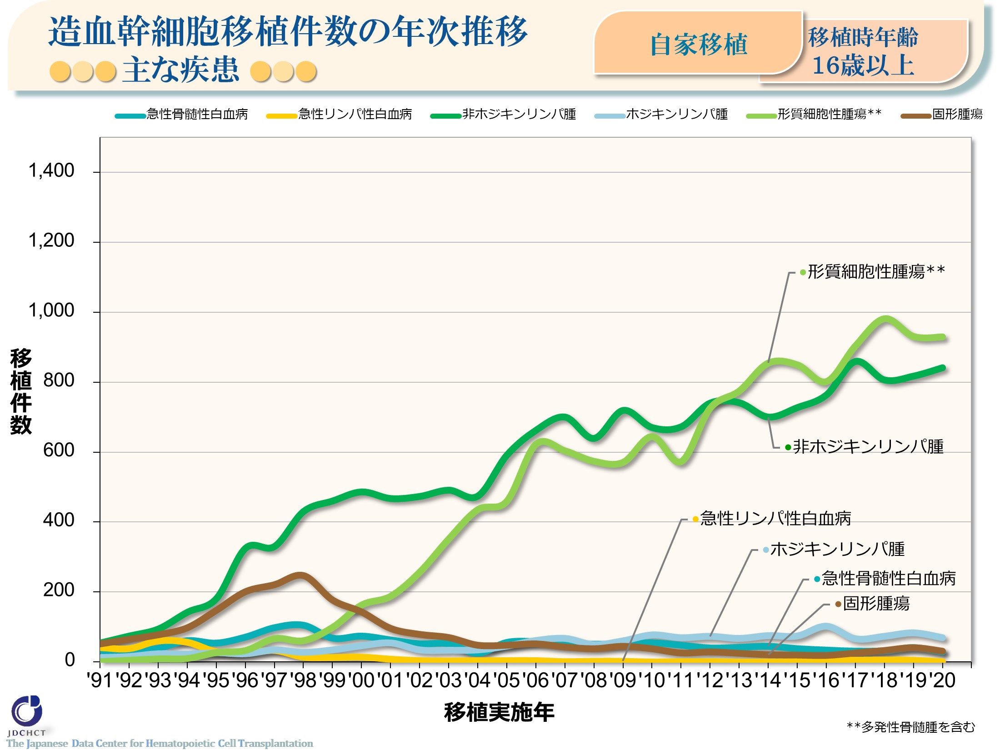 造血幹細胞移植件数の年次推移
主な疾患
自家移植
移植時年齢
16歳以上
急性骨髄性白血病 急性リンパ性白血病 非ホジキンリンパ腫 ホジキンリンパ腫 形質細胞性腫瘍** 固形腫瘍
移植件数
1,400
1,200
1,000
800
600
400
200
0
形質細胞性腫瘍**
非ホジキンリンパ腫
急性リンパ性白血病
ホジキンリンパ腫
急性骨髄性白血病
固形腫瘍
'91 '92 '93 '94 '95 '96 '97 '98 '99 '00 '01 '02 '03 '04 '05 '06 '07 '08 '09 '10 '11 '12 '13 '14 '15 '16 '17 '18 '19 '20
移植実施年
**多発性骨髄腫を含む
JDCHCT
The Japanese Data Center for Hematopoietic Cell Transplantation